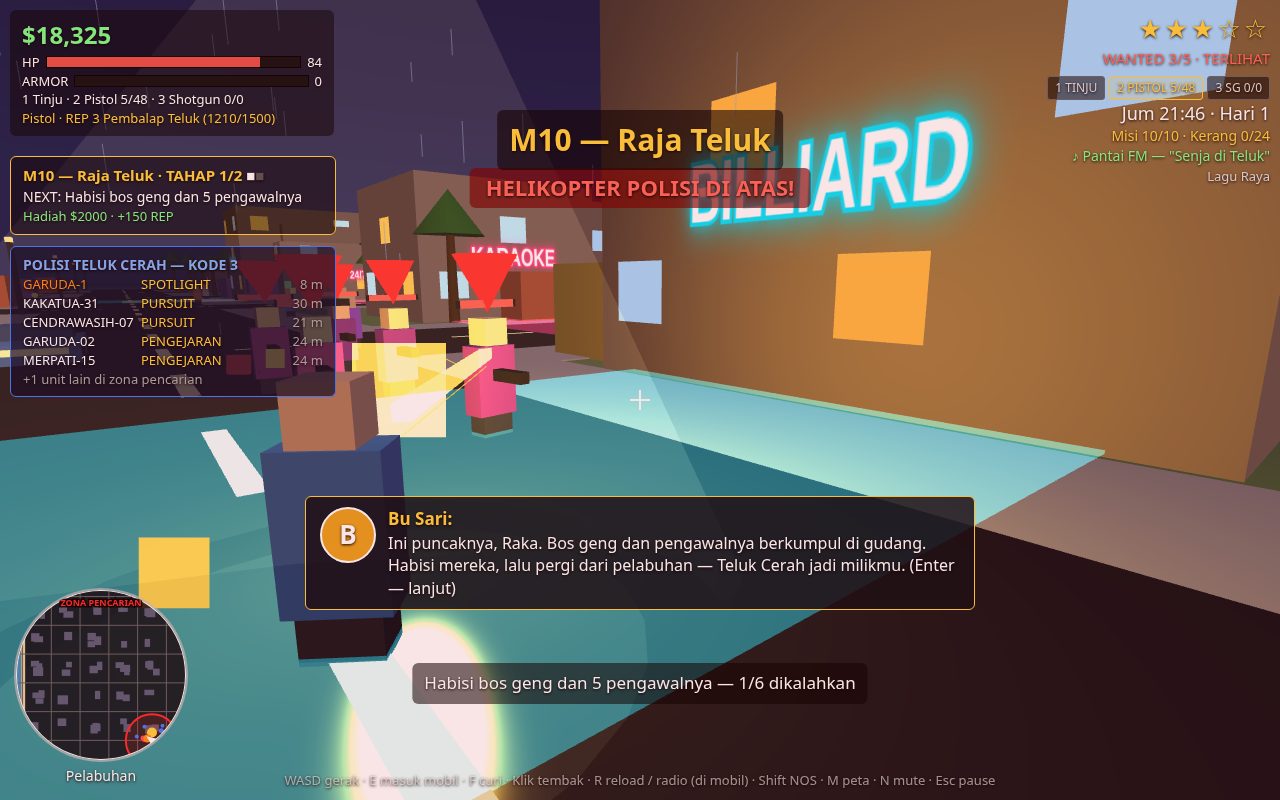 $18,325
HP 84
ARMOR 0
1 Tinju · 2 Pistol 5/48 · 3 Shotgun 0/0
Pistol · REP 3 Pembalap Teluk (1210/1500)
M10 — Raja Teluk · TAHAP 1/2
NEXT: Habisi bos geng dan 5 pengawalnya
Hadiah $2000 · +150 REP
POLISI TELUK CERAH — KODE 3
GARUDA-1 SPOTLIGHT 8 m
KAKATUA-31 PURSUIT 30 m
CENDRAWASIH-07 PURSUIT 21 m
GARUDA-02 PENGEJARAN 24 m
MERPATI-15 PENGEJARAN 24 m
+1 unit lain di zona pencarian
M10 — Raja Teluk
HELIKOPTER POLISI DI ATAS!
BILLIARD
KARAOKE
24/
★★★☆☆
WANTED 3/5 · TERLIHAT
1 TINJU 2 PISTOL 5/48 3 SG 0/0
Jum 21:46 · Hari 1
Misi 10/10 · Kerang 0/24
♪ Pantai FM — "Senja di Teluk"
Lagu Raya
B
Bu Sari:
Ini puncaknya, Raka. Bos geng dan pengawalnya berkumpul di gudang.
Habisi mereka, lalu pergi dari pelabuhan — Teluk Cerah jadi milikmu. (Enter
— lanjut)
Habisi bos geng dan 5 pengawalnya — 1/6 dikalahkan
ZONA PENCARIAN
Pelabuhan
WASD gerak · E masuk mobil · F curi · Klik tembak · R reload / radio (di mobil) · Shift NOS · M peta · N mute · Esc pause